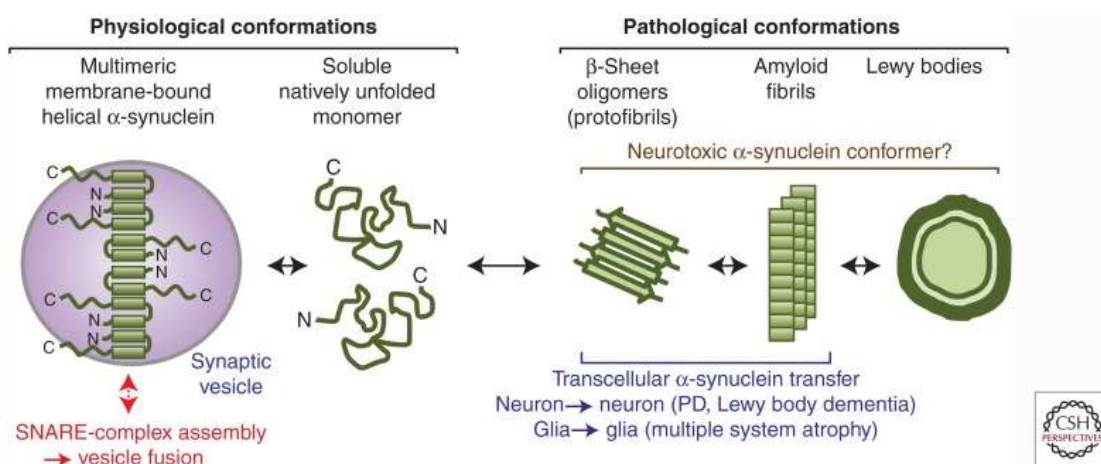 Physiological conformations
Multimeric
membrane-bound
helical α-synuclein
Soluble
natively unfolded
monomer
C
N
N
C
C
N
N
C
C
N
N
C
C
N
C
N
Synaptic
vesicle
SNARE-complex assembly
→ vesicle fusion
Pathological conformations
β-Sheet
oligomers
(protofibrils)
Amyloid
fibrils
Lewy bodies
Neurotoxic α-synuclein conformer?
Transcellular α-synuclein transfer
Neuron→ neuron (PD, Lewy body dementia)
Glia→ glia (multiple system atrophy)
CSH
PERSPECTIVES